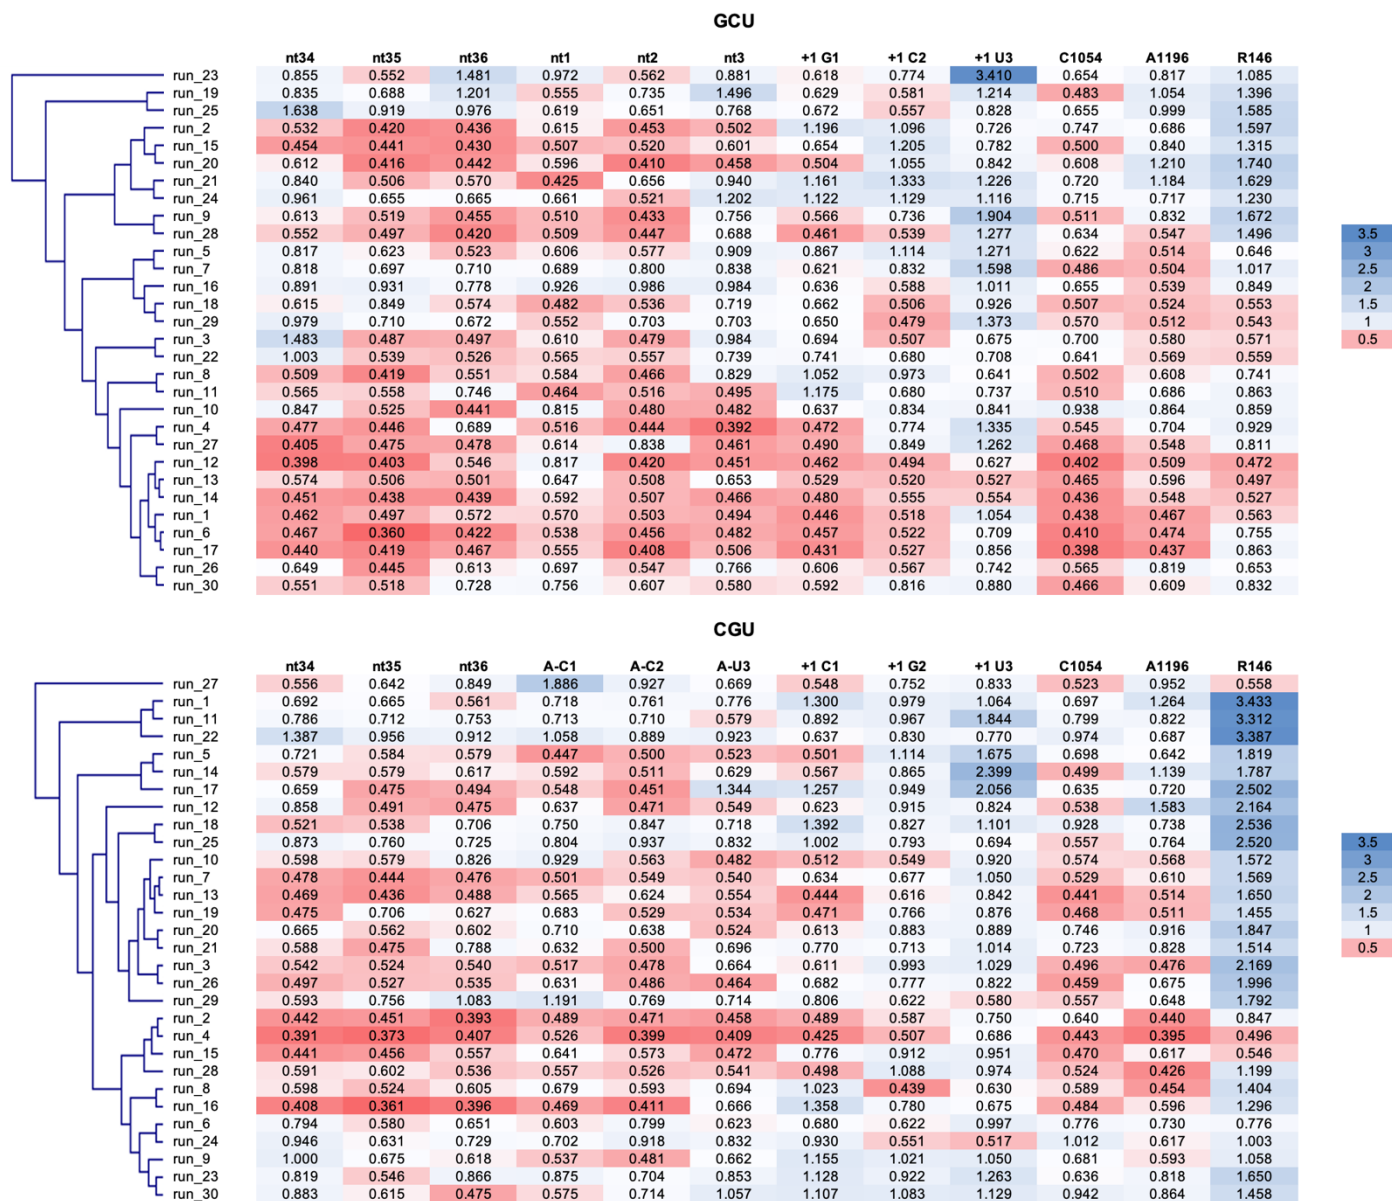 GCU
nt34 nt35 nt36 nt1 nt2 nt3 +1 G1 +1 C2 +1 U3 C1054 A1196 R146
run_23 0.855 0.552 1.481 0.972 0.562 0.881 0.618 0.774 3.410 0.654 0.817 1.085
run_19 0.835 0.688 1.201 0.555 0.735 1.496 0.629 0.581 1.214 0.483 1.054 1.396
run_25 1.638 0.919 0.976 0.619 0.651 0.768 0.672 0.557 0.828 0.655 0.999 1.585
run_2 0.532 0.420 0.436 0.615 0.453 0.502 1.196 1.096 0.726 0.747 0.686 1.597
run_15 0.454 0.441 0.430 0.507 0.520 0.601 0.654 1.205 0.782 0.500 0.840 1.315
run_20 0.612 0.416 0.442 0.596 0.410 0.458 0.504 1.055 0.842 0.608 1.210 1.740
run_21 0.840 0.506 0.570 0.425 0.656 0.940 1.161 1.333 1.226 0.720 1.184 1.629
run_24 0.961 0.655 0.665 0.661 0.521 1.202 1.122 1.129 1.116 0.715 0.717 1.230
run_9 0.613 0.519 0.455 0.510 0.433 0.756 0.566 0.736 1.904 0.511 0.832 1.672
run_28 0.552 0.497 0.420 0.509 0.447 0.688 0.461 0.539 1.277 0.634 0.547 1.496
3.5
run_5 0.817 0.623 0.523 0.606 0.577 0.909 0.867 1.114 1.271 0.622 0.514 0.646
3
run_7 0.818 0.697 0.710 0.689 0.800 0.838 0.621 0.832 1.598 0.486 0.504 1.017
2.5
run_16 0.891 0.931 0.778 0.926 0.986 0.984 0.636 0.588 1.011 0.655 0.539 0.849
2
run_18 0.615 0.849 0.574 0.482 0.536 0.719 0.662 0.506 0.926 0.507 0.524 0.553
1.5
run_29 0.979 0.710 0.672 0.552 0.703 0.703 0.650 0.479 1.373 0.570 0.512 0.543
1
run_3 1.483 0.487 0.497 0.610 0.479 0.984 0.694 0.507 0.675 0.700 0.580 0.571
0.5
run_22 1.003 0.539 0.526 0.565 0.557 0.739 0.741 0.680 0.708 0.641 0.569 0.559
run_8 0.509 0.419 0.551 0.584 0.466 0.829 1.052 0.973 0.641 0.502 0.608 0.741
run_11 0.565 0.558 0.746 0.464 0.516 0.495 1.175 0.680 0.737 0.510 0.686 0.863
run_10 0.847 0.525 0.441 0.815 0.480 0.482 0.637 0.834 0.841 0.938 0.864 0.859
run_4 0.477 0.446 0.689 0.516 0.444 0.392 0.472 0.774 1.335 0.545 0.704 0.929
run_27 0.405 0.475 0.478 0.614 0.838 0.461 0.490 0.849 1.262 0.468 0.548 0.811
run_12 0.398 0.403 0.546 0.817 0.420 0.451 0.462 0.494 0.627 0.402 0.509 0.472
run_13 0.574 0.506 0.501 0.647 0.508 0.653 0.529 0.520 0.527 0.465 0.596 0.497
run_14 0.451 0.438 0.439 0.592 0.507 0.466 0.480 0.555 0.554 0.436 0.548 0.527
run_1 0.462 0.497 0.572 0.570 0.503 0.494 0.446 0.518 1.054 0.438 0.467 0.563
run_6 0.467 0.360 0.422 0.538 0.456 0.482 0.457 0.522 0.709 0.410 0.474 0.755
run_17 0.440 0.419 0.467 0.555 0.408 0.506 0.431 0.527 0.856 0.398 0.437 0.863
run_26 0.649 0.445 0.613 0.697 0.547 0.766 0.606 0.567 0.742 0.565 0.819 0.653
run_30 0.551 0.518 0.728 0.756 0.607 0.580 0.592 0.816 0.880 0.466 0.609 0.832
CGU
nt34 nt35 nt36 A-C1 A-C2 A-U3 +1 C1 +1 G2 +1 U3 C1054 A1196 R146
run_27 0.556 0.642 0.849 1.886 0.927 0.669 0.548 0.752 0.833 0.523 0.952 0.558
run_1 0.692 0.665 0.561 0.718 0.761 0.776 1.300 0.979 1.064 0.697 1.264 3.433
run_11 0.786 0.712 0.753 0.713 0.710 0.579 0.892 0.967 1.844 0.799 0.822 3.312
run_22 1.387 0.956 0.912 1.058 0.889 0.923 0.637 0.830 0.770 0.974 0.687 3.387
run_5 0.721 0.584 0.579 0.447 0.500 0.523 0.501 1.114 1.675 0.698 0.642 1.819
run_14 0.579 0.579 0.617 0.592 0.511 0.629 0.567 0.865 2.399 0.499 1.139 1.787
run_17 0.659 0.475 0.494 0.548 0.451 1.344 1.257 0.949 2.056 0.635 0.720 2.502
run_12 0.858 0.491 0.475 0.637 0.471 0.549 0.623 0.915 0.824 0.538 1.583 2.164
run_18 0.521 0.538 0.706 0.750 0.847 0.718 1.392 0.827 1.101 0.928 0.738 2.536
run_25 0.873 0.760 0.725 0.804 0.937 0.832 1.002 0.793 0.694 0.557 0.764 2.520
3.5
run_10 0.598 0.579 0.826 0.929 0.563 0.482 0.512 0.549 0.920 0.574 0.568 1.572
3
run_7 0.478 0.444 0.476 0.501 0.549 0.540 0.634 0.677 1.050 0.529 0.610 1.569
2.5
run_13 0.469 0.436 0.488 0.565 0.624 0.554 0.444 0.616 0.842 0.441 0.514 1.650
2
run_19 0.475 0.706 0.627 0.683 0.529 0.534 0.471 0.766 0.876 0.468 0.511 1.455
1.5
run_20 0.665 0.562 0.602 0.710 0.638 0.524 0.613 0.883 0.889 0.746 0.916 1.847
1
run_21 0.588 0.475 0.788 0.632 0.500 0.696 0.770 0.713 1.014 0.723 0.828 1.514
0.5
run_3 0.542 0.524 0.540 0.517 0.478 0.664 0.611 0.993 1.029 0.496 0.476 2.169
run_26 0.497 0.527 0.535 0.631 0.486 0.464 0.682 0.777 0.822 0.459 0.675 1.996
run_29 0.593 0.756 1.083 1.191 0.769 0.714 0.806 0.622 0.580 0.557 0.648 1.792
run_2 0.442 0.451 0.393 0.489 0.471 0.458 0.489 0.587 0.750 0.640 0.440 0.847
run_4 0.391 0.373 0.407 0.526 0.399 0.409 0.425 0.507 0.686 0.443 0.395 0.496
run_15 0.441 0.456 0.557 0.641 0.573 0.472 0.776 0.912 0.951 0.470 0.617 0.546
run_28 0.591 0.602 0.536 0.557 0.526 0.541 0.498 1.088 0.974 0.524 0.426 1.199
run_8 0.598 0.524 0.605 0.679 0.593 0.694 1.023 0.439 0.630 0.589 0.454 1.404
run_16 0.408 0.361 0.396 0.469 0.411 0.666 1.358 0.780 0.675 0.484 0.596 1.296
run_6 0.794 0.580 0.651 0.603 0.799 0.623 0.680 0.622 0.997 0.776 0.730 0.776
run_24 0.946 0.631 0.729 0.702 0.918 0.832 0.930 0.551 0.517 1.012 0.617 1.003
run_9 1.000 0.675 0.618 0.537 0.481 0.662 1.155 1.021 1.050 0.681 0.593 1.058
run_23 0.819 0.546 0.866 0.875 0.704 0.853 1.128 0.922 1.263 0.636 0.818 1.650
run_30 0.883 0.615 0.475 0.575 0.714 1.057 1.107 1.083 1.129 0.942 0.864 1.458